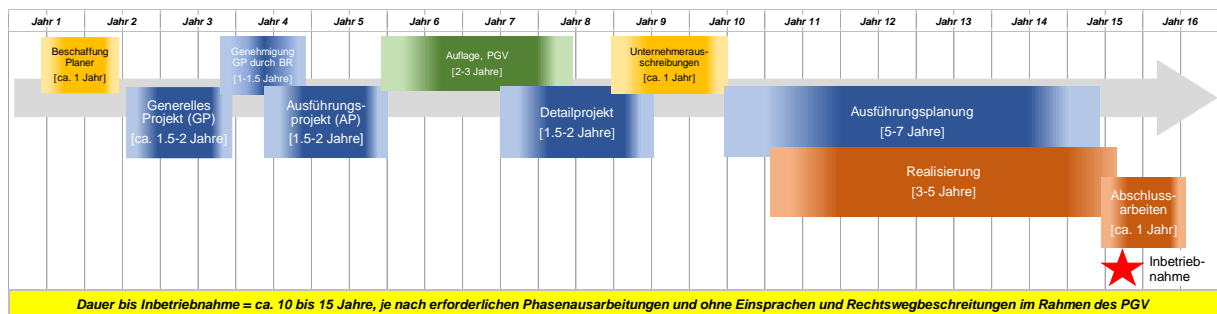 Jahr 1
Jahr 2
Jahr 3
Jahr 4
Jahr 5
Jahr 6
Jahr 7
Jahr 8
Jahr 9
Jahr 10
Jahr 11
Jahr 12
Jahr 13
Jahr 14
Jahr 15
Jahr 16
Beschaffung
Planer
[ca. 1 Jahr]
Genehmigung
GP durch BR
[1-1.5 Jahre]
Auflage, PGV
[2-3 Jahre]
Unternehmeraus-
schreibungen
[ca. 1 Jahr]
Generelles
Projekt (GP)
[ca. 1.5-2 Jahre]
Ausführungs-
projekt (AP)
[1.5-2 Jahre]
Detailprojekt
[1.5-2 Jahre]
Ausführungsplanung
[5-7 Jahre]
Realisierung
[3-5 Jahre]
Abschluss-
arbeiten
[ca. 1 Jahr]
Inbetrieb-
nahme
Dauer bis Inbetriebnahme = ca. 10 bis 15 Jahre, je nach erforderlichen Phasenausarbeitungen und ohne Einsprachen und Rechtswegbeschreitungen im Rahmen des PGV